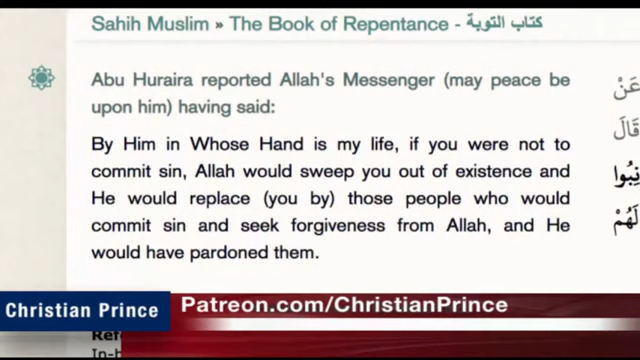 Sahih Muslim » The Book of Repentance - كتاب التوبة
Abu Huraira reported Allah's Messenger (may peace be
upon him) having said:
عَنْ
قَالَ
By Him in Whose Hand is my life, if you were not to
commit sin, Allah would sweep you out of existence and
He would replace (you by) those people who would
commit sin and seek forgiveness from Allah, and He
would have pardoned them.
لَهُمْ
Christian Prince
Patreon.com/ChristianPrince